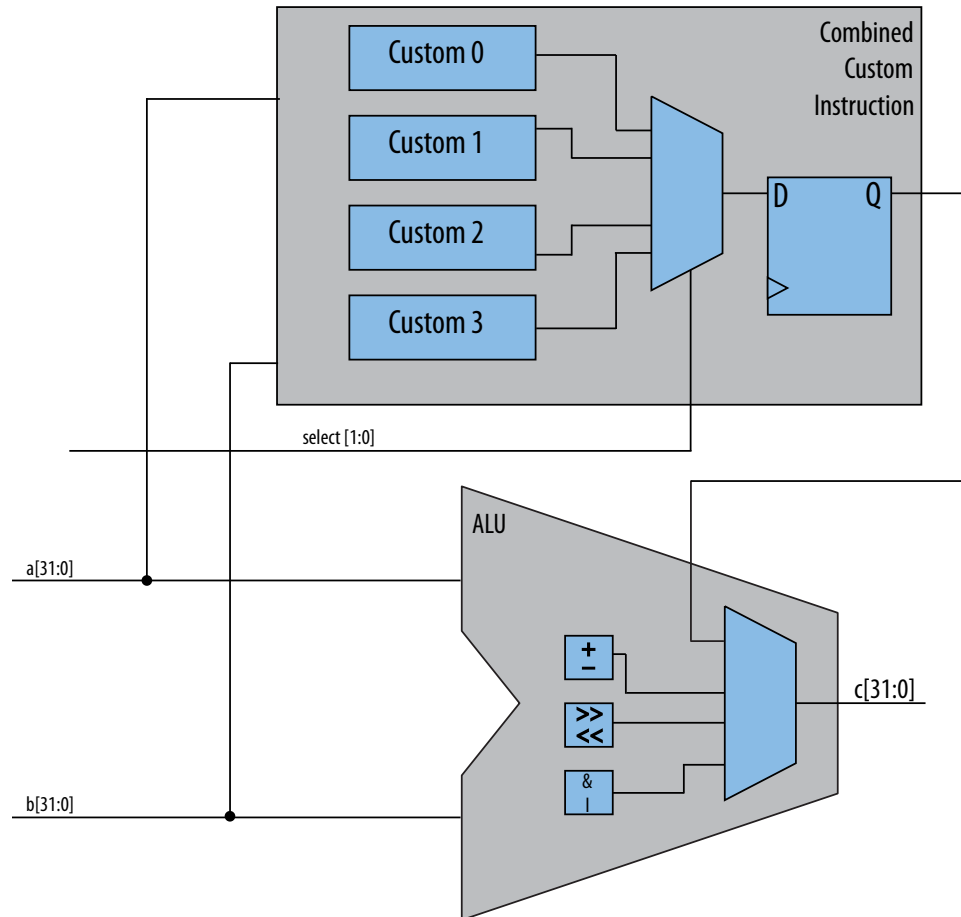 Combined
Custom
Instruction
Custom 0
Custom 1
Custom 2
Custom 3
D Q
select [1:0]
ALU
a[31:0]
+
−
>>
<<
&
|
c[31:0]
b[31:0]